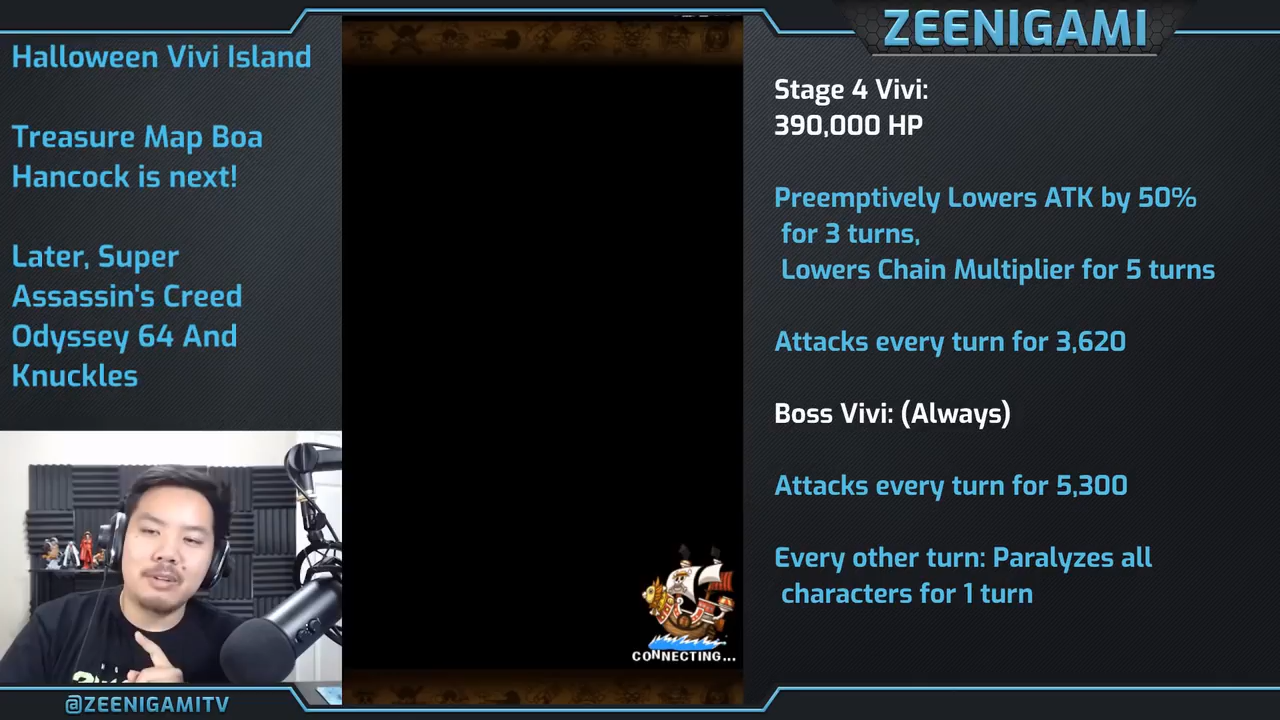 Halloween Vivi Island
Treasure Map Boa
Hancock is next!
Later, Super
Assassin's Creed
Odyssey 64 And
Knuckles
@ZEENIGAMITV
CONNECTING...
ZEENIGAMI
Stage 4 Vivi:
390,000 HP
Preemptively Lowers ATK by 50%
for 3 turns,
Lowers Chain Multiplier for 5 turns
Attacks every turn for 3,620
Boss Vivi: (Always)
Attacks every turn for 5,300
Every other turn: Paralyzes all
characters for 1 turn